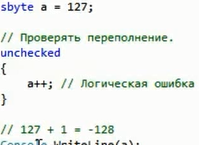 sbyte a = 127;
// Проверять переполнение.
unchecked
{
a++; // Логическая ошибка
}
// 127 + 1 = -128
Console.WriteLine(a);